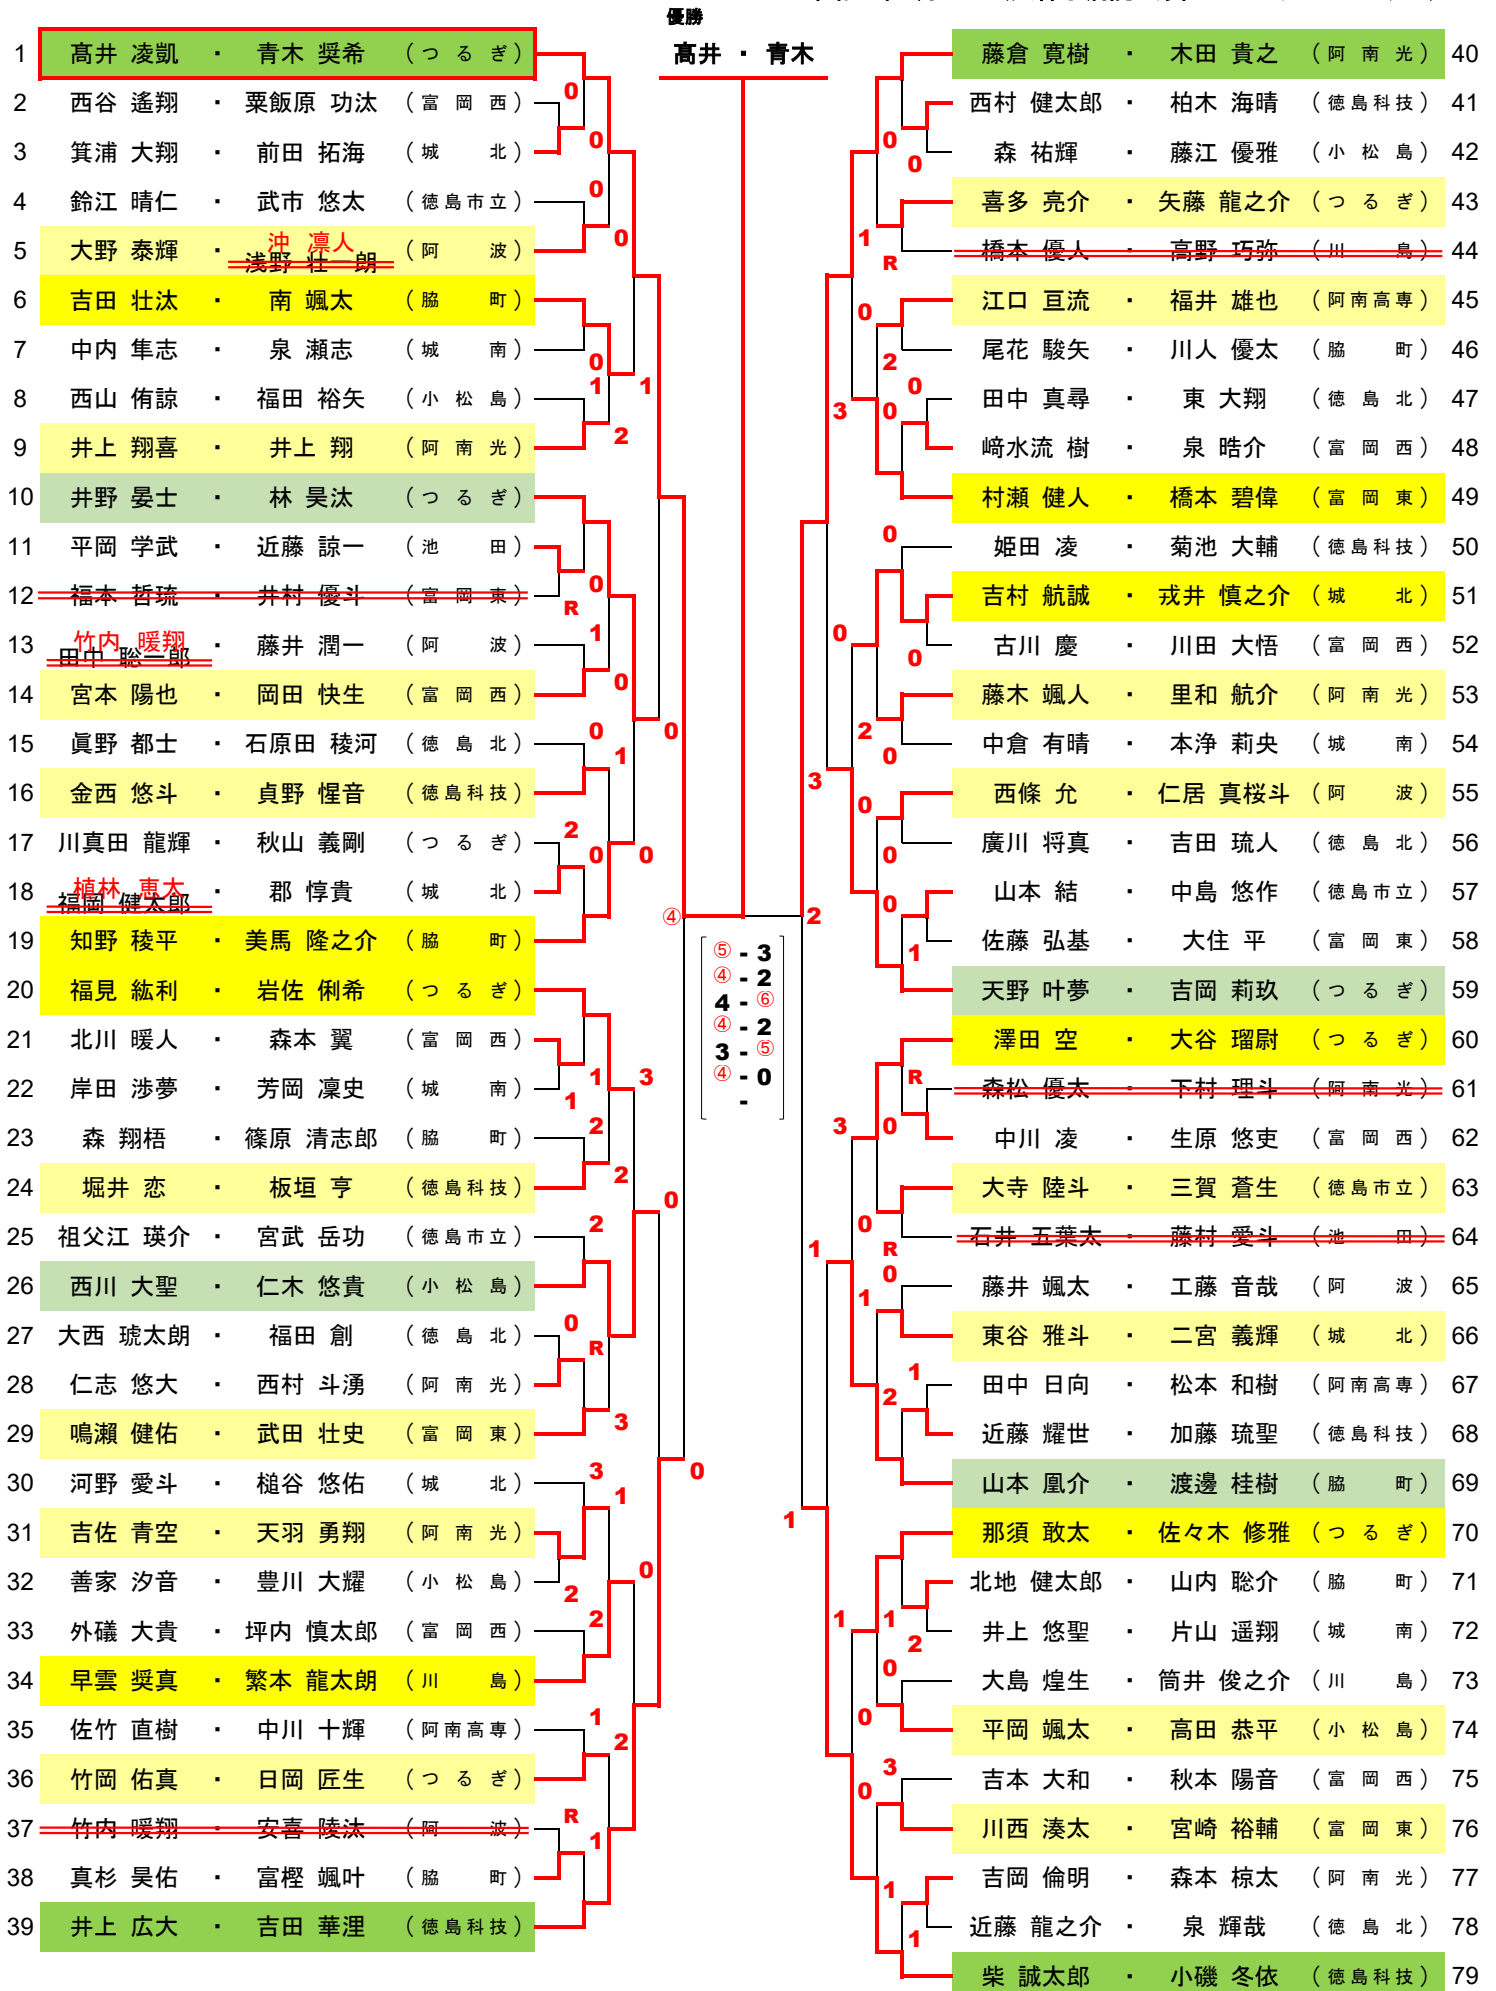 優勝
髙井 ・ 青木
1 髙井 凌凱 ・ 青木 奨希 （つるぎ）
2 西谷 遙翔 ・ 粟飯原 功汰 （富岡西）
3 箕浦 大翔 ・ 前田 拓海 （城北）
4 鈴江 晴仁 ・ 武市 悠太 （徳島市立）
5 大野 泰輝 ・ 沖 凛人 浅野 壮一朗 （阿波）
6 吉田 壮汰 ・ 南 颯太 （脇町）
7 中内 隼志 ・ 泉 瀬志 （城南）
8 西山 侑諒 ・ 福田 裕矢 （小松島）
9 井上 翔喜 ・ 井上 翔 （阿南光）
10 井野 晏士 ・ 林 昊汰 （つるぎ）
11 平岡 学武 ・ 近藤 諒一 （池田）
12 福本 哲琉 ・ 井村 優斗 （富岡東）
13 竹内 暖翔 田中 聡一郎 ・ 藤井 潤一 （阿波）
14 宮本 陽也 ・ 岡田 快生 （富岡西）
15 眞野 都士 ・ 石原田 稜河 （徳島北）
16 金西 悠斗 ・ 貞野 惺音 （徳島科技）
17 川真田 龍輝 ・ 秋山 義剛 （つるぎ）
18 植林 恵太 福岡 健太郎 ・ 郡 惇貴 （城北）
19 知野 稜平 ・ 美馬 隆之介 （脇町）
20 福見 紘利 ・ 岩佐 俐希 （つるぎ）
21 北川 暖人 ・ 森本 翼 （富岡西）
22 岸田 渉夢 ・ 芳岡 凜史 （城南）
23 森 翔梧 ・ 篠原 清志郎 （脇町）
24 堀井 恋 ・ 板垣 亨 （徳島科技）
25 祖父江 瑛介 ・ 宮武 岳功 （徳島市立）
26 西川 大聖 ・ 仁木 悠貴 （小松島）
27 大西 琥太朗 ・ 福田 創 （徳島北）
28 仁志 悠大 ・ 西村 斗湧 （阿南光）
29 鳴瀬 健佑 ・ 武田 壮史 （富岡東）
30 河野 愛斗 ・ 槌谷 悠佑 （城北）
31 吉佐 青空 ・ 天羽 勇翔 （阿南光）
32 善家 汐音 ・ 豊川 大耀 （小松島）
33 外礒 大貴 ・ 坪内 慎太郎 （富岡西）
34 早雲 奨真 ・ 繁本 龍太朗 （川島）
35 佐竹 直樹 ・ 中川 十輝 （阿南高専）
36 竹岡 佑真 ・ 日岡 匠生 （つるぎ）
37 竹内 暖翔 ・ 安喜 陵汰 （阿波）
38 真杉 昊佑 ・ 富樫 颯叶 （脇町）
39 井上 広大 ・ 吉田 華浬 （徳島科技）
⑤ - 3
④ - 2
4 - ⑥
④ - 2
3 - ⑤
④ - 0
-
藤倉 寛樹 ・ 木田 貴之 （阿南光） 40
西村 健太郎 ・ 柏木 海晴 （徳島科技） 41
森 祐輝 ・ 藤江 優雅 （小松島） 42
喜多 亮介 ・ 矢藤 龍之介 （つるぎ） 43
橋本 優人 ・ 高野 巧弥 （川島） 44
江口 亘流 ・ 福井 雄也 （阿南高専） 45
尾花 駿矢 ・ 川人 優太 （脇町） 46
田中 真尋 ・ 東 大翔 （徳島北） 47
﨑水流 樹 ・ 泉 晧介 （富岡西） 48
村瀬 健人 ・ 橋本 碧偉 （富岡東） 49
姫田 凌 ・ 菊池 大輔 （徳島科技） 50
吉村 航誠 ・ 戎井 慎之介 （城北） 51
古川 慶 ・ 川田 大悟 （富岡西） 52
藤木 颯人 ・ 里和 航介 （阿南光） 53
中倉 有晴 ・ 本浄 莉央 （城南） 54
西條 允 ・ 仁居 真桜斗 （阿波） 55
廣川 将真 ・ 吉田 琉人 （徳島北） 56
山本 結 ・ 中島 悠作 （徳島市立） 57
佐藤 弘基 ・ 大住 平 （富岡東） 58
天野 叶夢 ・ 吉岡 莉玖 （つるぎ） 59
澤田 空 ・ 大谷 瑠尉 （つるぎ） 60
森松 優太 ・ 下村 理斗 （阿南光） 61
中川 凌 ・ 生原 悠吏 （富岡西） 62
大寺 陸斗 ・ 三賀 蒼生 （徳島市立） 63
石井 五葉太 ・ 藤村 愛斗 （池田） 64
藤井 颯太 ・ 工藤 音哉 （阿波） 65
東谷 雅斗 ・ 二宮 義輝 （城北） 66
田中 日向 ・ 松本 和樹 （阿南高専） 67
近藤 耀世 ・ 加藤 琉聖 （徳島科技） 68
山本 凰介 ・ 渡邊 桂樹 （脇町） 69
那須 敢太 ・ 佐々木 修雅 （つるぎ） 70
北地 健太郎 ・ 山内 聡介 （脇町） 71
井上 悠聖 ・ 片山 遥翔 （城南） 72
大島 煌生 ・ 筒井 俊之介 （川島） 73
平岡 颯太 ・ 高田 恭平 （小松島） 74
吉本 大和 ・ 秋本 陽音 （富岡西） 75
川西 湊太 ・ 宮崎 裕輔 （富岡東） 76
吉岡 倫明 ・ 森本 椋太 （阿南光） 77
近藤 龍之介 ・ 泉 輝哉 （徳島北） 78
柴 誠太郎 ・ 小磯 冬依 （徳島科技） 79